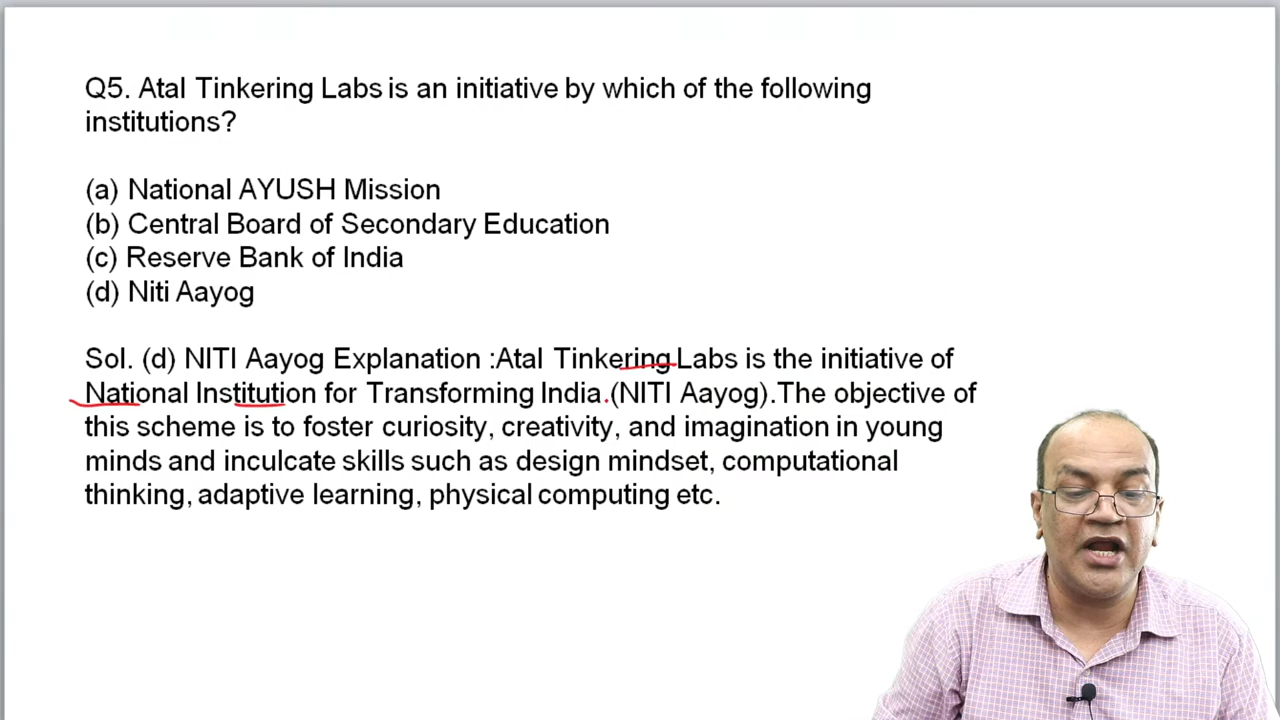 Q5. Atal Tinkering Labs is an initiative by which of the following
institutions?
(a) National AYUSH Mission
(b) Central Board of Secondary Education
(c) Reserve Bank of India
(d) Niti Aayog
Sol. (d) NITI Aayog Explanation :Atal Tinkering Labs is the initiative of
National Institution for Transforming India.(NITI Aayog).The objective of
this scheme is to foster curiosity, creativity, and imagination in young
minds and inculcate skills such as design mindset, computational
thinking, adaptive learning, physical computing etc.